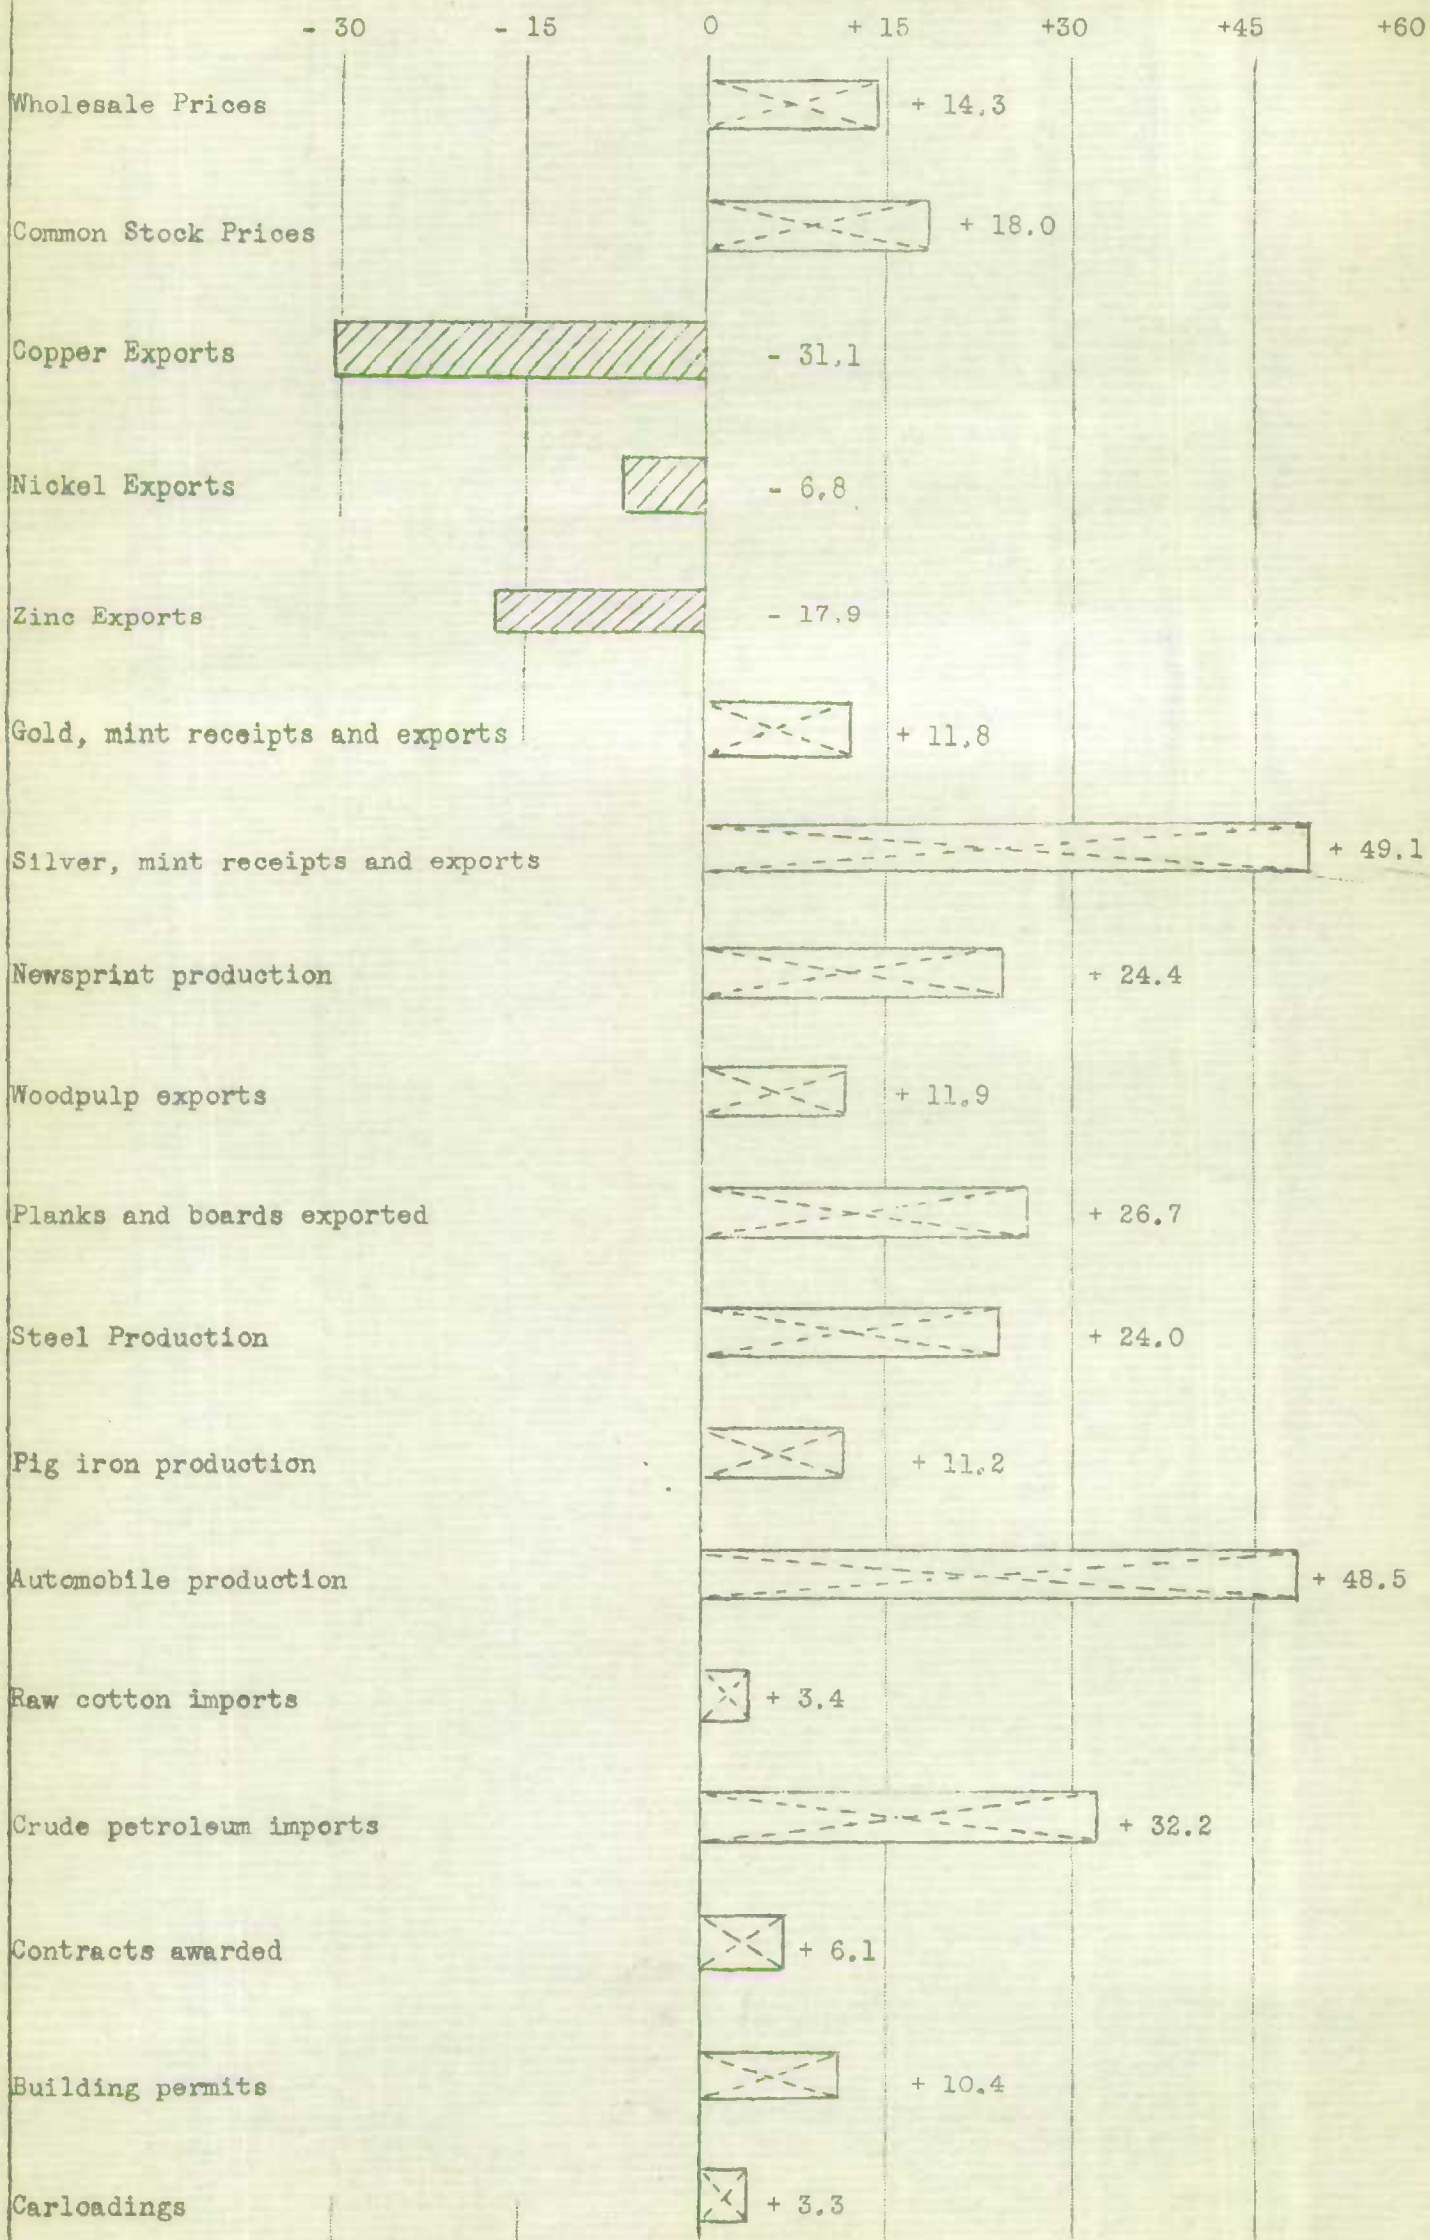 - 30 - 15 0 + 15 +30 +45 +60
Wholesale Prices + 14.3
Common Stock Prices + 18.0
Copper Exports - 31.1
Nickel Exports - 6.8
Zinc Exports - 17.9
Gold, mint receipts and exports + 11.8
Silver, mint receipts and exports + 49.1
Newsprint production + 24.4
Woodpulp exports + 11.9
Planks and boards exported + 26.7
Steel Production + 24.0
Pig iron production + 11.2
Automobile production + 48.5
Raw cotton imports + 3.4
Crude petroleum imports + 32.2
Contracts awarded + 6.1
Building permits + 10.4
Carloadings + 3.3